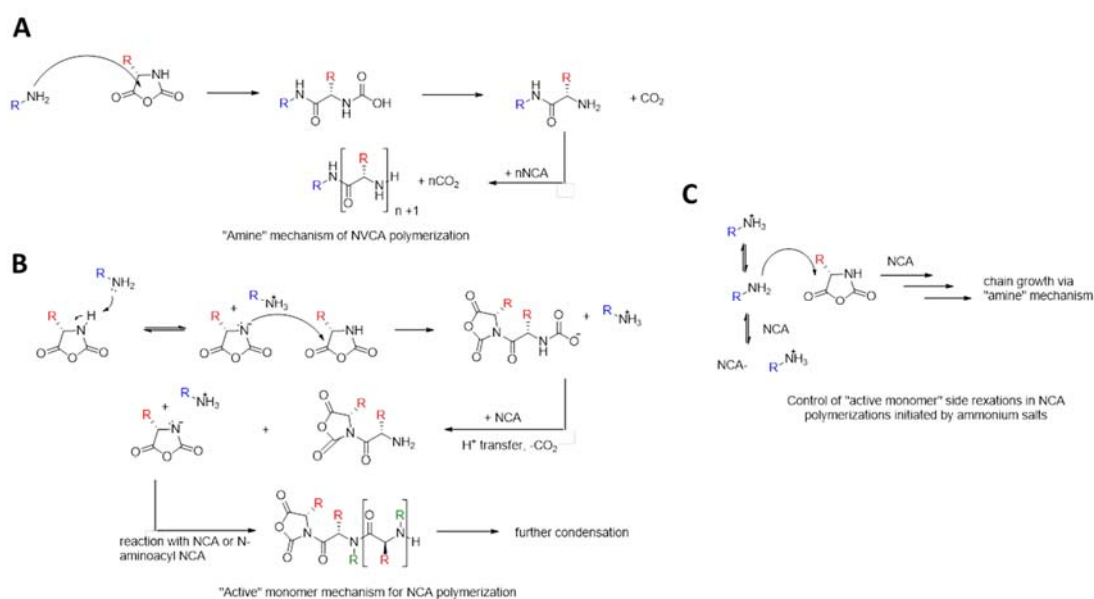 A
R NH2 R NH O O O
H R O R N N OH O H
H R R N NH2 O + CO2
H R R N N H O H n +1 + nCO2
+ nNCA
"Amine" mechanism of NVCA polymerization
B
R NH2
R N H O O O
+ R NH3+
R N- O O O
R NH O O O
O R O N R O O N O- H O
+ R NH3+
+ NCA
H+ transfer, -CO2
+ R NH3+
R N- O O O
+
O R O N R O O NH2
reaction with NCA or N-
aminoacyl NCA
O R O N R O R O N N H O R R
further condensation
"Active" monomer mechanism for NCA polymerization
C
R NH3+
R NH2 R NH O O O
NCA
chain growth via
"amine" mechanism
NCA
NCA- R NH3+
Control of "active monomer" side rexations in NCA
polymerizations initiated by ammonium salts